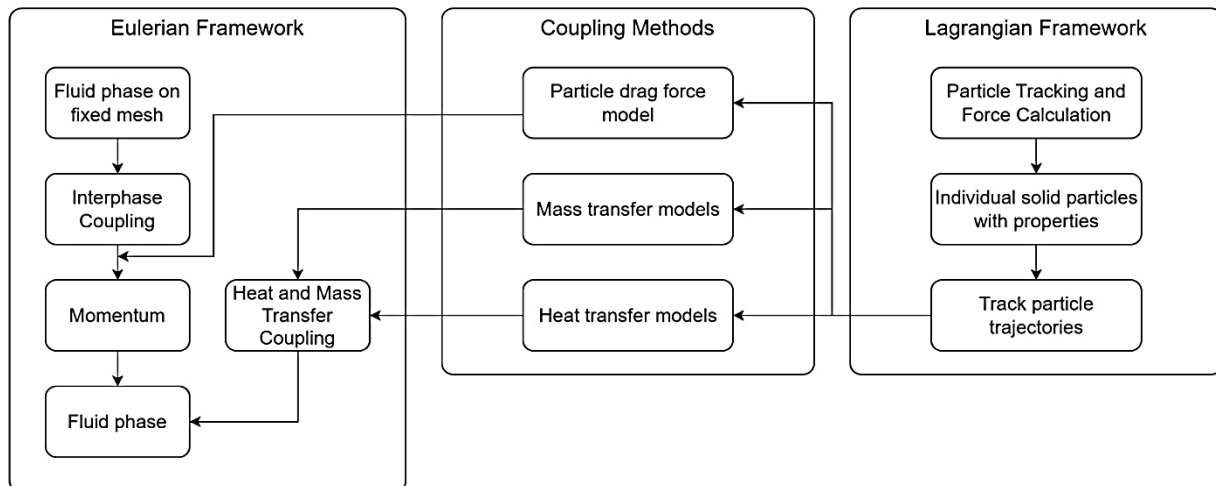 Eulerian Framework
Fluid phase on
fixed mesh
Interphase
Coupling
Momentum
Fluid phase
Heat and Mass
Transfer
Coupling
Coupling Methods
Particle drag force
model
Mass transfer models
Heat transfer models
Lagrangian Framework
Particle Tracking and
Force Calculation
Individual solid particles
with properties
Track particle
trajectories